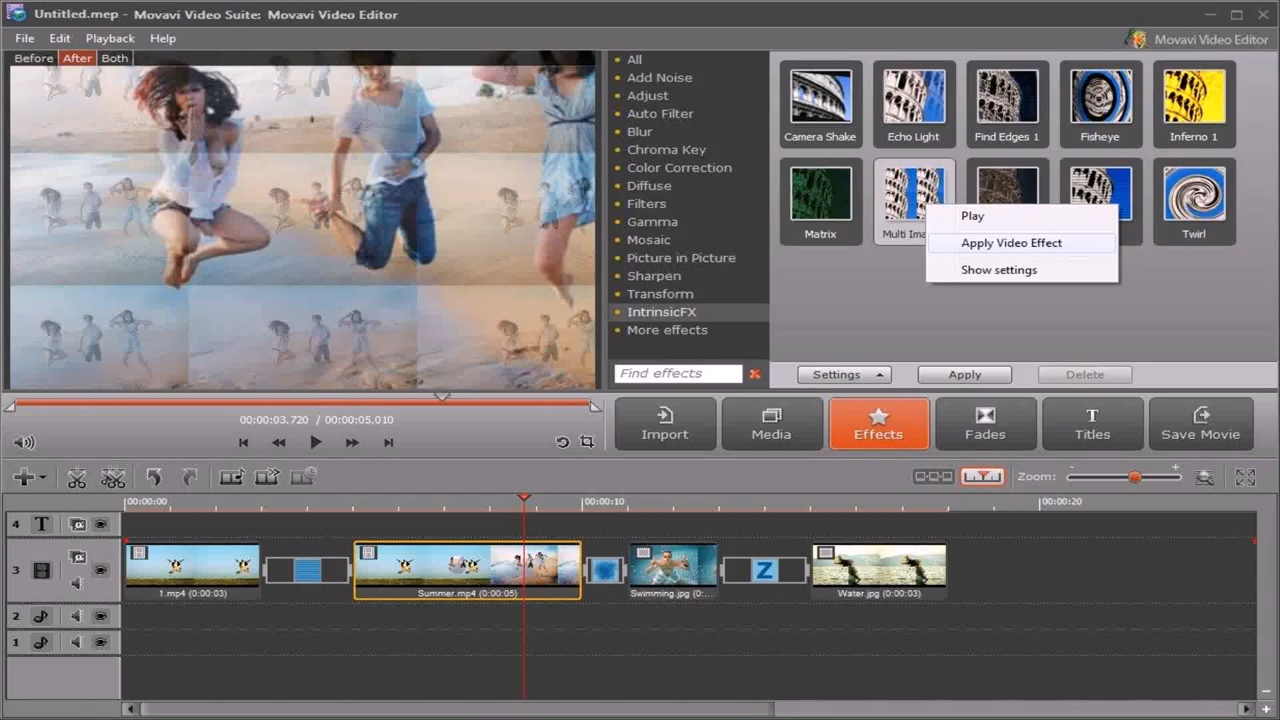 Untitled.mep - Movavi Video Suite: Movavi Video Editor
File Edit Playback Help
Movavi Video Editor
Before After Both
All
Add Noise
Adjust
Auto Filter
Blur
Chroma Key
Color Correction
Diffuse
Filters
Gamma
Mosaic
Picture in Picture
Sharpen
Transform
IntrinsicFX
More effects
Find effects
Camera Shake Echo Light Find Edges 1 Fisheye Inferno 1
Matrix Multi Ima Twirl
Play
Apply Video Effect
Show settings
Settings Apply Delete
00:00:03.720 / 00:00:05.010
Import Media Effects Fades Titles Save Movie
Zoom: - +
00:00:00 00:00:10 00:00:20
4 T
3
1.mp4 (0:00:03) Summer.mp4 (0:00:05) Swimming.jpg (0:... Z Water.jpg (0:00:03)
2
1